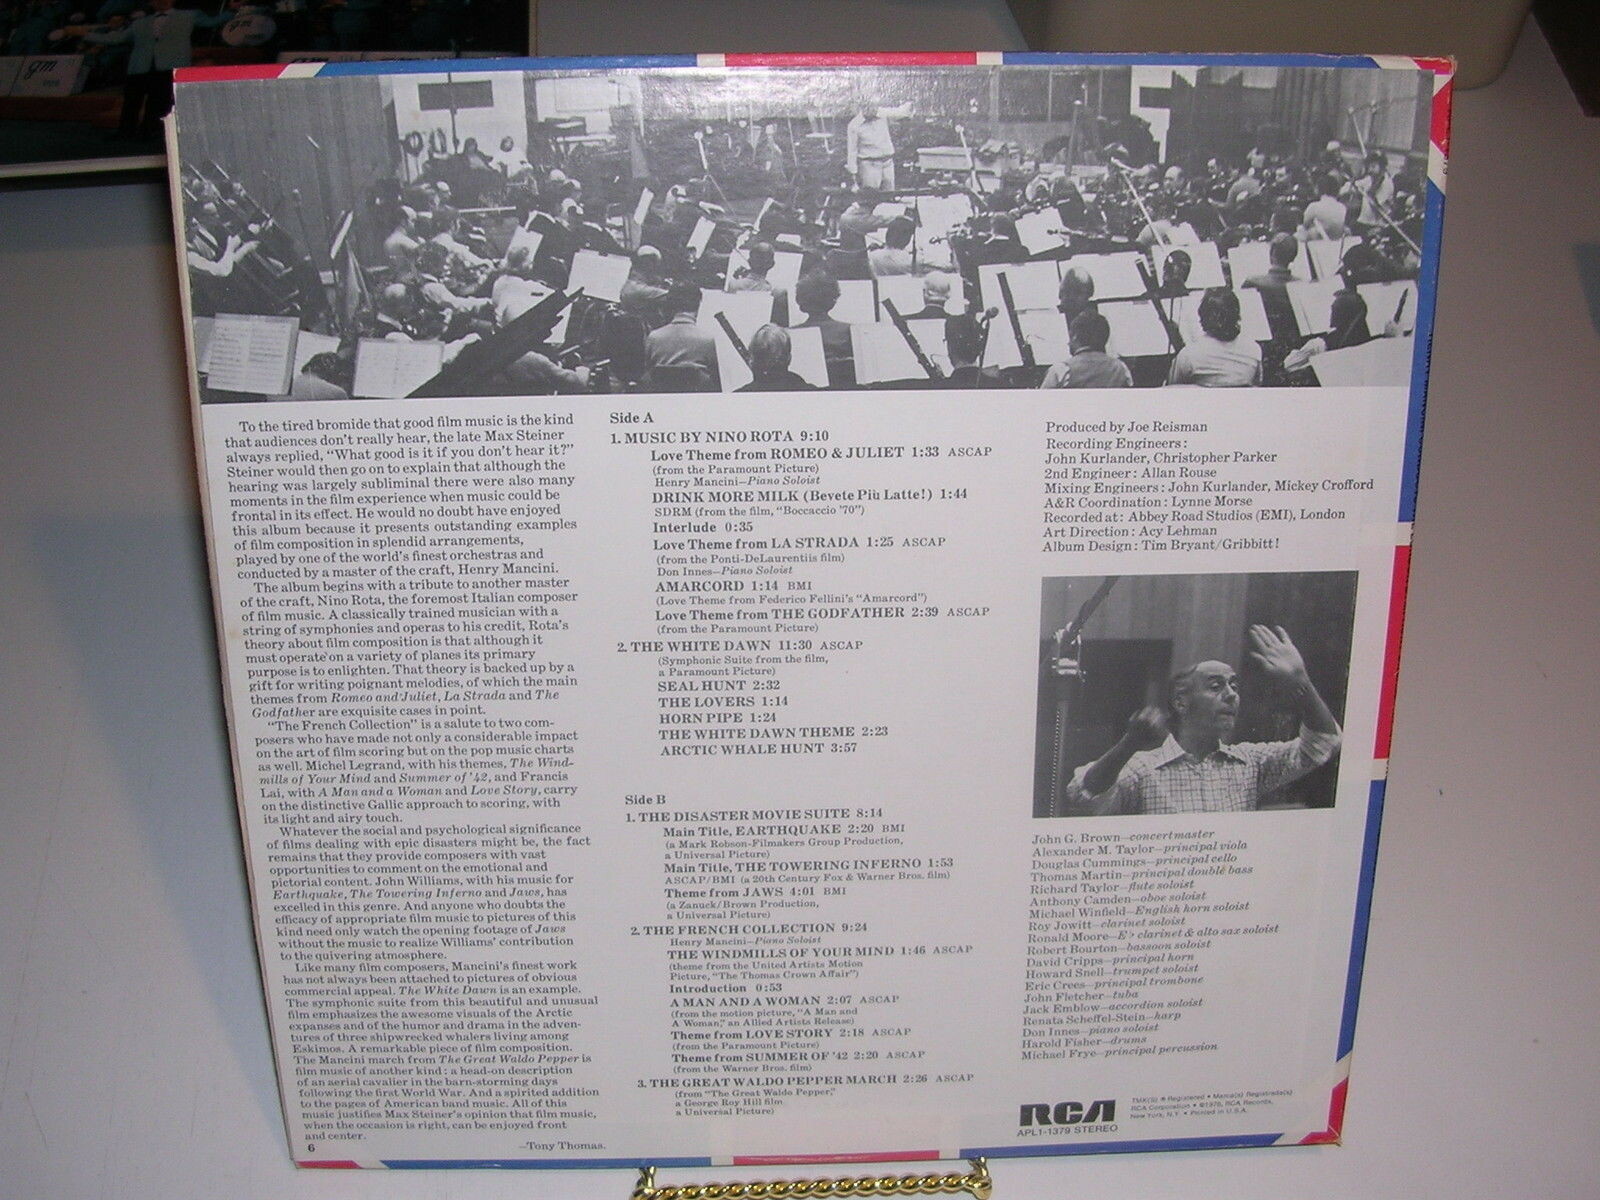 gm
gm
To the tired bromide that good film music is the kind
that audiences don't really hear, the late Max Steiner
always replied, "What good is it if you don't hear it?"
Steiner would then go on to explain that although the
hearing was largely subliminal there were also many
moments in the film experience when music could be
frontal in its effect. He would no doubt have enjoyed
this album because it presents outstanding examples
of film composition in splendid arrangements,
played by one of the world's finest orchestras and
conducted by a master of the craft, Henry Mancini.
The album begins with a tribute to another master
of the craft, Nino Rota, the foremost Italian composer
of film music. A classically trained musician with a
string of symphonies and operas to his credit, Rota's
theory about film composition is that although it
must operate on a variety of planes its primary
purpose is to enlighten. That theory is backed up by a
gift for writing poignant melodies, of which the main
themes from Romeo and Juliet, La Strada and The
Godfather are exquisite cases in point.
"The French Collection" is a salute to two com-
posers who have made not only a considerable impact
on the art of film scoring but on the pop music charts
as well. Michel Legrand, with his themes, The Wind-
mills of Your Mind and Summer of '42, and Francis
Lai, with A Man and a Woman and Love Story, carry
on the distinctive Gallic approach to scoring, with
its light and airy touch.
Whatever the social and psychological significance
of films dealing with epic disasters might be, the fact
remains that they provide composers with vast
opportunities to comment on the emotional and
pictorial content. John Williams, with his music for
Earthquake, The Towering Inferno and Jaws, has
excelled in this genre. And anyone who doubts the
efficacy of appropriate film music to pictures of this
kind need only watch the opening footage of Jaws
without the music to realize Williams' contribution
to the quivering atmosphere.
Like many film composers, Mancini's finest work
has not always been attached to pictures of obvious
commercial appeal. The White Dawn is an example.
The symphonic suite from this beautiful and unusual
film emphasizes the awesome visuals of the Arctic
expanses and of the humor and drama in the adven-
tures of three shipwrecked whalers living among
Eskimos. A remarkable piece of film composition.
The Mancini march from The Great Waldo Pepper is
film music of another kind: a head-on description
of an aerial cavalier in the barn-storming days
following the first World War. And a spirited addition
to the pages of American band music. All of this
music justifies Max Steiner's opinion that film music,
when the occasion is right, can be enjoyed front
and center.
—Tony Thomas.
6
Side A
1. MUSIC BY NINO ROTA 9:10
Love Theme from ROMEO & JULIET 1:33 ASCAP
(from the Paramount Picture)
Henry Mancini—Piano Soloist
DRINK MORE MILK (Bevete Più Latte!) 1:44
SDRM (from the film, "Boccaccio '70")
Interlude 0:35
Love Theme from LA STRADA 1:25 ASCAP
(from the Ponti-DeLaurentiis film)
Don Innes—Piano Soloist
AMARCORD 1:14 BMI
(Love Theme from Federico Fellini's "Amarcord")
Love Theme from THE GODFATHER 2:39 ASCAP
(from the Paramount Picture)
2. THE WHITE DAWN 11:30 ASCAP
(Symphonic Suite from the film,
a Paramount Picture)
SEAL HUNT 2:32
THE LOVERS 1:14
HORN PIPE 1:24
THE WHITE DAWN THEME 2:23
ARCTIC WHALE HUNT 3:57
Side B
1. THE DISASTER MOVIE SUITE 8:14
Main Title, EARTHQUAKE 2:20 BMI
(a Mark Robson-Filmakers Group Production,
a Universal Picture)
Main Title, THE TOWERING INFERNO 1:53
ASCAP/BMI (a 20th Century Fox & Warner Bros. film)
Theme from JAWS 4:01 BMI
(a Zanuck/Brown Production,
a Universal Picture)
2. THE FRENCH COLLECTION 9:24
Henry Mancini—Piano Soloist
THE WINDMILLS OF YOUR MIND 1:46 ASCAP
(theme from the United Artists Motion
Picture, "The Thomas Crown Affair")
Introduction 0:53
A MAN AND A WOMAN 2:07 ASCAP
(from the motion picture, "A Man and
A Woman," an Allied Artists Release)
Theme from LOVE STORY 2:18 ASCAP
(from the Paramount Picture)
Theme from SUMMER OF '42 2:20 ASCAP
(from the Warner Bros. film)
3. THE GREAT WALDO PEPPER MARCH 2:26 ASCAP
(from "The Great Waldo Pepper,"
a George Roy Hill film,
a Universal Picture)
Produced by Joe Reisman
Recording Engineers:
John Kurlander, Christopher Parker
2nd Engineer: Allan Rouse
Mixing Engineers: John Kurlander, Mickey Crofford
A&R Coordination: Lynne Morse
Recorded at: Abbey Road Studios (EMI), London
Art Direction: Acy Lehman
Album Design: Tim Bryant/Gribbitt!
John G. Brown—concertmaster
Alexander M. Taylor—principal viola
Douglas Cummings—principal cello
Thomas Martin—principal double bass
Richard Taylor—flute soloist
Anthony Camden—oboe soloist
Michael Winfield—English horn soloist
Roy Jowitt—clarinet soloist
Ronald Moore—E♭ clarinet & alto sax soloist
Robert Bourton—bassoon soloist
David Cripps—principal horn
Howard Snell—trumpet soloist
Eric Crees—principal trombone
John Fletcher—tuba
Jack Emblow—accordion soloist
Renata Scheffel-Stein—harp
Don Innes—piano soloist
Harold Fisher—drums
Michael Frye—principal percussion
RCA
APL1-1379 STEREO
TMK(S) ® Registered • Marca(s) Registrada(s)
RCA Corporation • ©1976, RCA Records,
New York, N.Y. • Printed in U.S.A.